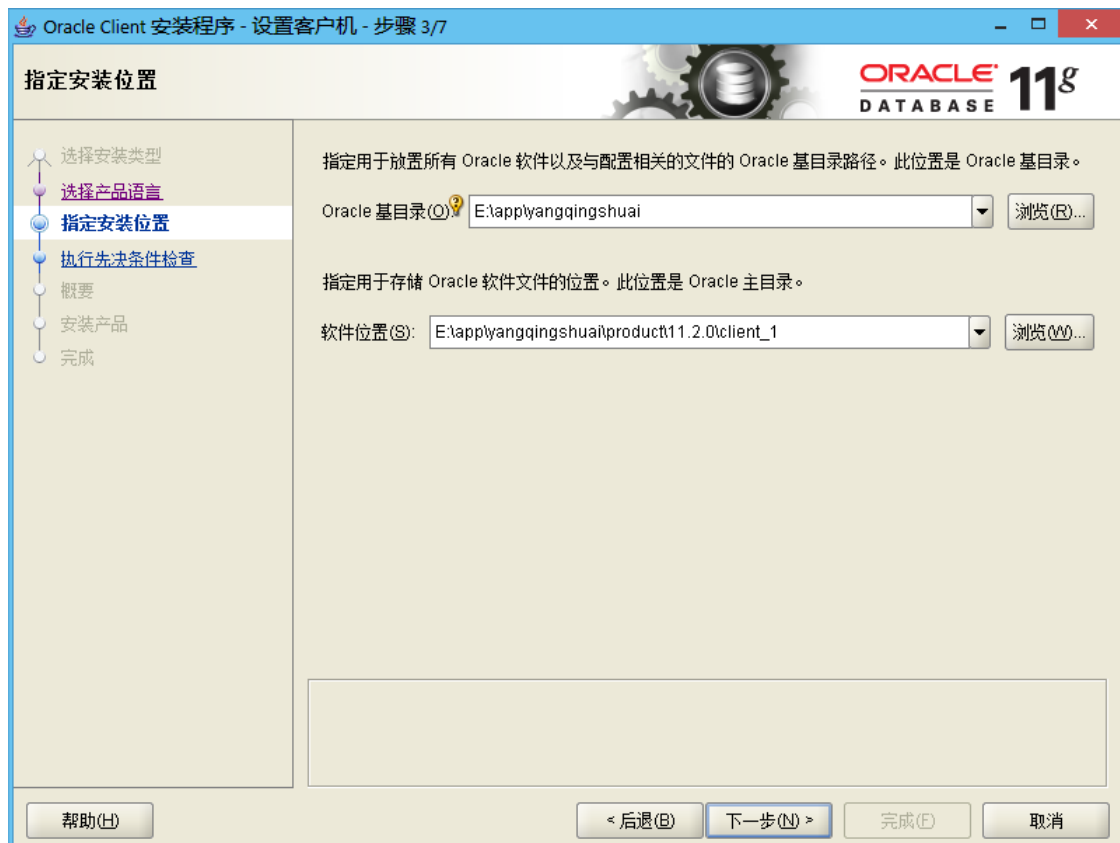 Oracle Client 安装程序 - 设置客户机 - 步骤 3/7
指定安装位置
ORACLE
DATABASE
11g
选择安装类型
选择产品语言
指定安装位置
执行先决条件检查
概要
安装产品
完成
指定用于放置所有 Oracle 软件以及与配置相关的文件的 Oracle 基目录路径。此位置是 Oracle 基目录。
Oracle 基目录(O): E:\app\yangqingshuai 浏览(R)...
指定用于存储 Oracle 软件文件的位置。此位置是 Oracle 主目录。
软件位置(S): E:\app\yangqingshuai\product\11.2.0\client_1 浏览(W)...
帮助(H) < 后退(B) 下一步(N) > 完成(F) 取消